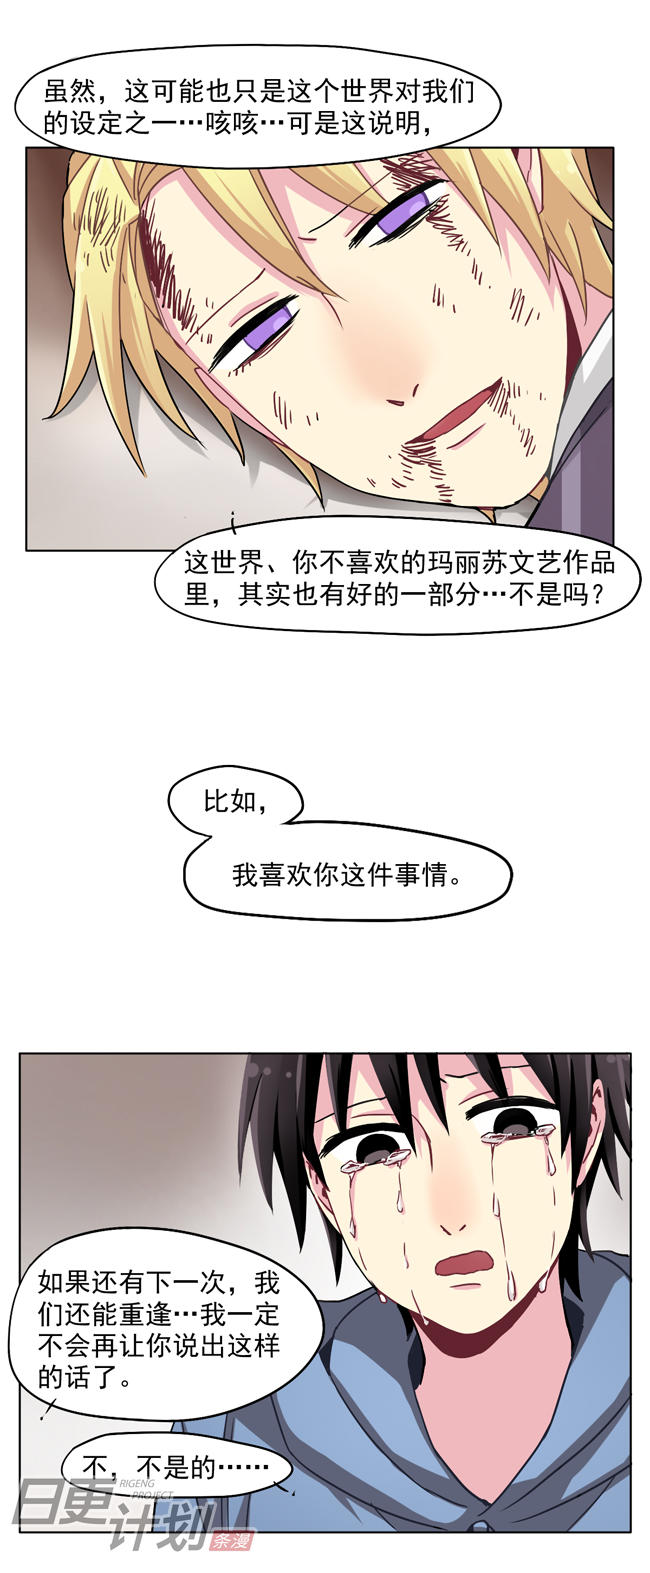 虽然，这可能也只是这个世界对我们
的设定之一…咳咳…可是这说明，
这世界、你不喜欢的玛丽苏文艺作品
里，其实也有好的一部分…不是吗？
比如，
我喜欢你这件事情。
如果还有下一次，我
们还能重逢…我一定
不会再让你说出这样
的话了。
不，不是的……
日更计划
RIGENG
PROJECT
条漫